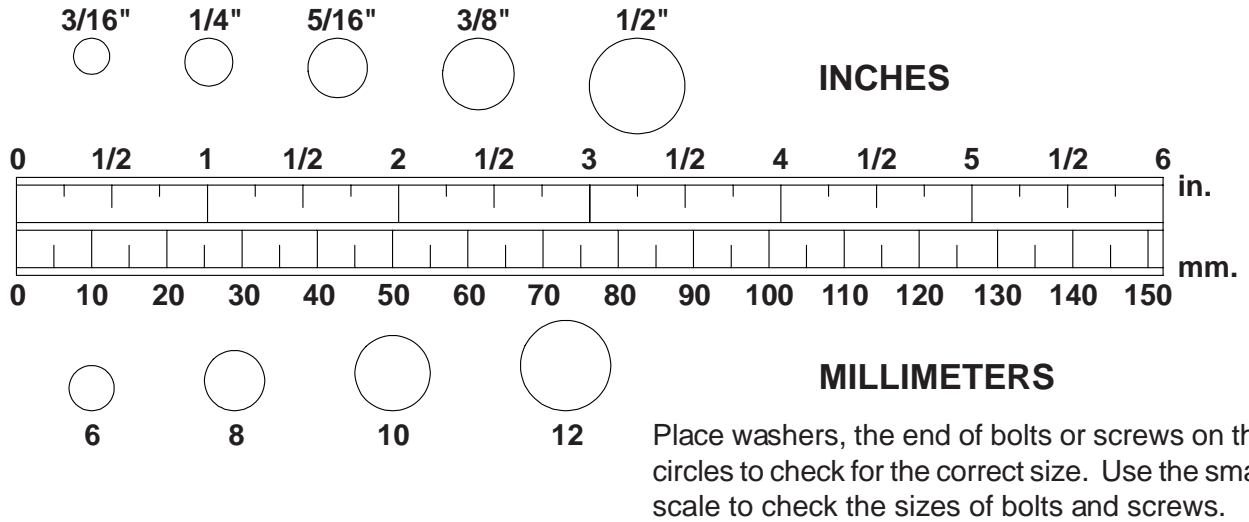 3/16" 1/4" 5/16" 3/8" 1/2"
INCHES
0 1/2 1 1/2 2 1/2 3 1/2 4 1/2 5 1/2 6
in.
mm.
0 10 20 30 40 50 60 70 80 90 100 110 120 130 140 150
MILLIMETERS
6 8 10 12
Place washers, the end of bolts or screws on th
circles to check for the correct size. Use the sma
scale to check the sizes of bolts and screws.